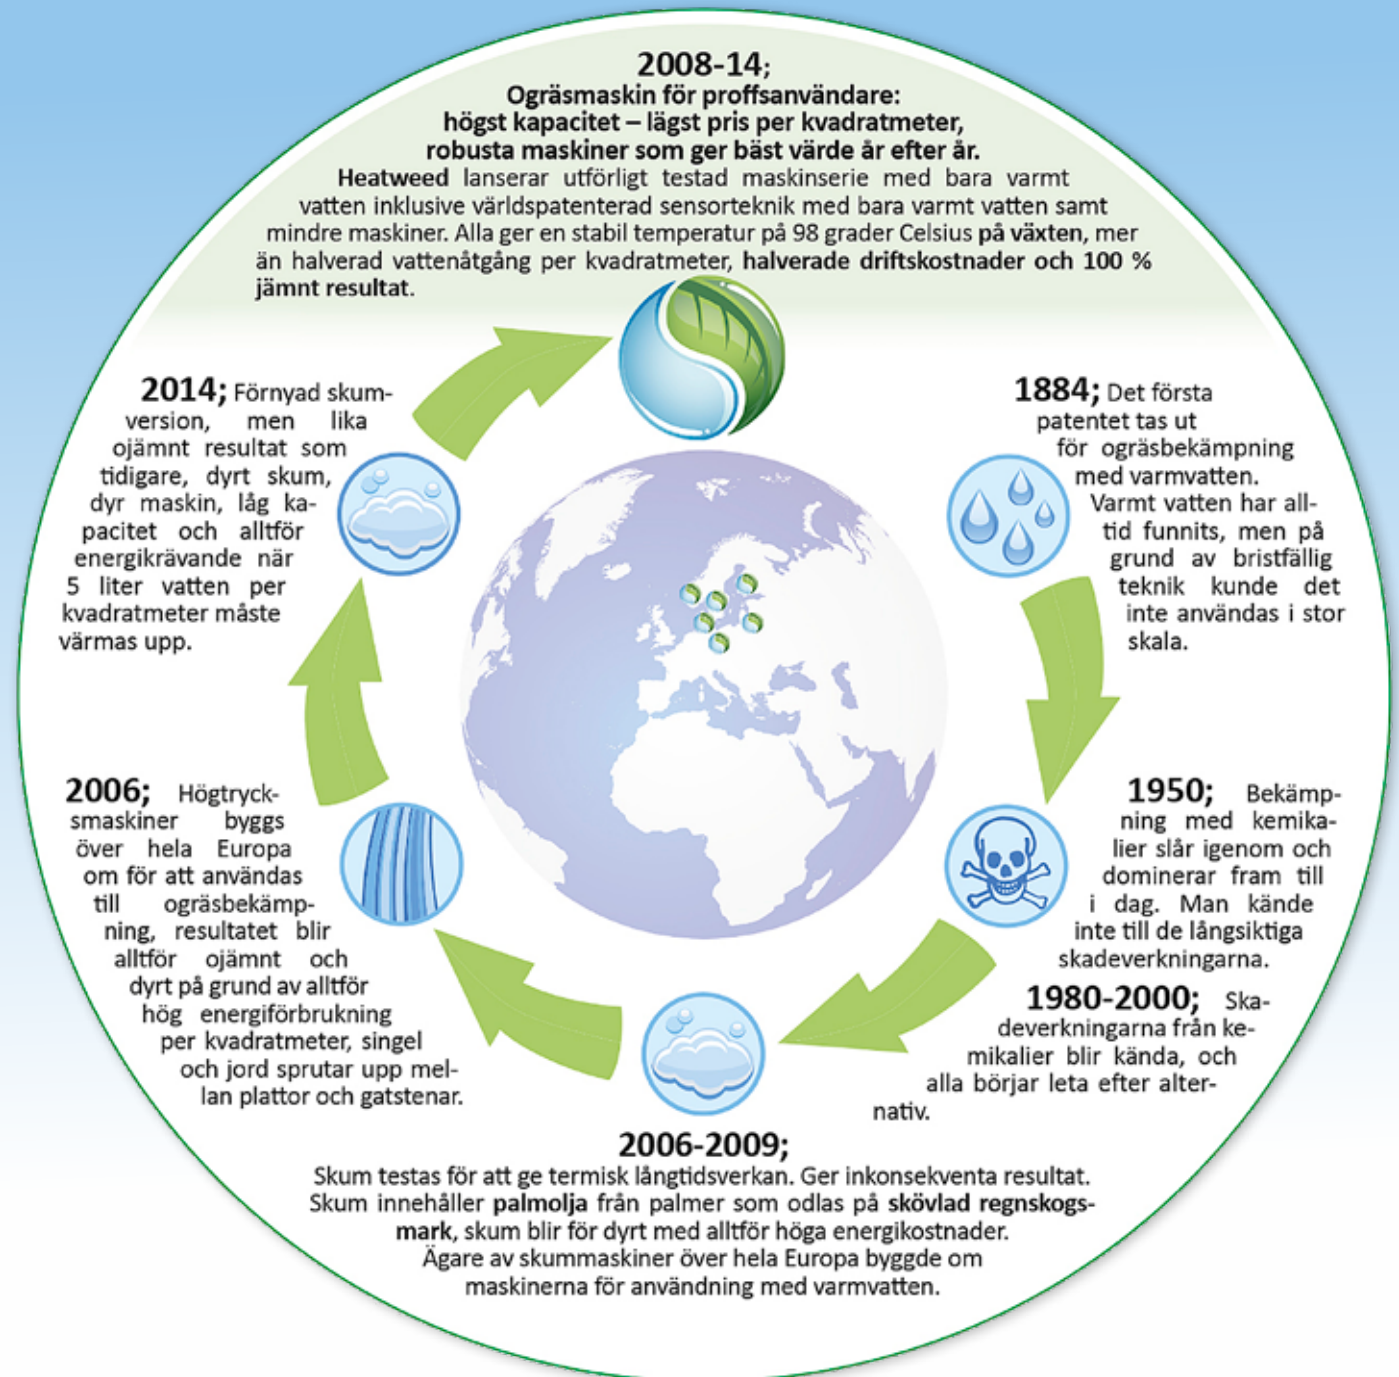 2008-14;
Ogräsmaskin för proffsanvändare:
högst kapacitet – lägst pris per kvadratmeter,
robusta maskiner som ger bäst värde år efter år.
Heatweed lanserar utförligt testad maskinserie med bara varmt
vatten inklusive världspatenterad sensorteknik med bara varmt vatten samt
mindre maskiner. Alla ger en stabil temperatur på 98 grader Celsius på växten, mer
än halverad vattenåtgång per kvadratmeter, halverade driftskostnader och 100 %
jämnt resultat.
1884; Det första
patentet tas ut
för ogräsbekämpning
med varmvatten.
Varmt vatten har all-
tid funnits, men på
grund av bristfällig
teknik kunde det
inte användas i stor
skala.
1950; Bekämp-
ning med kemika-
lier slår igenom och
dominerar fram till
i dag. Man kände
inte till de långsiktiga
skadeverkningarna.
1980-2000; Ska-
deverkningarna från ke-
mikalier blir kända, och
alla börjar leta efter alter-
nativ.
2006-2009;
Skum testas för att ge termisk långtidsverkan. Ger inkonsekventa resultat.
Skum innehåller palmolja från palmer som odlas på skövlad regnskogs-
mark, skum blir för dyrt med alltför höga energikostnader.
Ägare av skummaskiner över hela Europa byggde om
maskinerna för användning med varmvatten.
2006; Högtryck-
smaskiner byggs
över hela Europa
om för att användas
till ogräsbekämp-
ning, resultatet blir
alltför ojämnt och
dyrt på grund av alltför
hög energiförbrukning
per kvadratmeter, singel
och jord sprutar upp mel-
lan plattor och gatstenar.
2014; Förnyad skum-
version, men lika
ojämnt resultat som
tidigare, dyrt skum,
dyr maskin, låg ka-
pacitet och alltför
energikrävande när
5 liter vatten per
kvadratmeter måste
värmas upp.